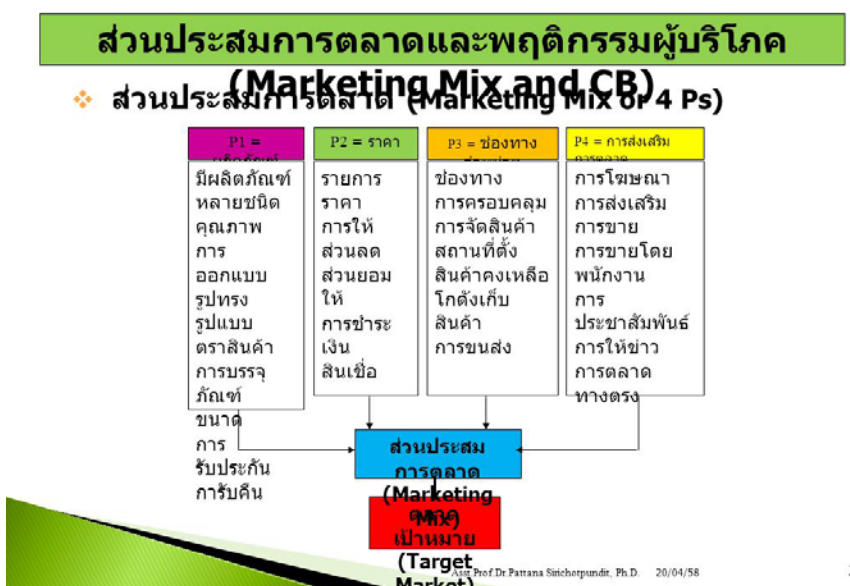 ส่วนประสมการตลาดและพฤติกรรมผู้บริโภค
(Marketing Mix and CB)
ส่วนประสมการตลาด (Marketing Mix or 4 Ps)
P1 =
ผลิตภัณฑ์
มีผลิตภัณฑ์
หลายชนิด
คุณภาพ
การ
ออกแบบ
รูปทรง
รูปแบบ
ตราสินค้า
การบรรจุ
ภัณฑ์
ขนาด
การ
รับประกัน
การับคืน
P2 = ราคา
รายการ
ราคา
การให้
ส่วนลด
ส่วนยอม
ให้
การชำระ
เงิน
สินเชื่อ
P3 = ช่องทาง
ช่องทาง
การครอบคลุม
การจัดสินค้า
สถานที่ตั้ง
สินค้าคงเหลือ
โกดังเก็บ
สินค้า
การขนส่ง
P4 = การส่งเสริม
การตลาด
การโฆษณา
การส่งเสริม
การขาย
การขายโดย
พนักงาน
การ
ประชาสัมพันธ์
การให้ข่าว
การตลาด
ทางตรง
ส่วนประสม
การตลาด
(Marketing
Mix)
ตลาด
เป้าหมาย
(Target
Market)
Asst.Prof.Dr.Pattana Sirichotpundit, Ph.D. 20/04/58